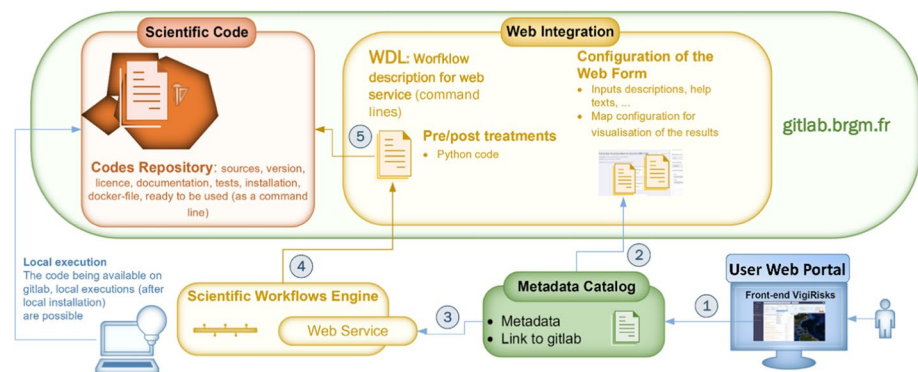 Scientific Code
Web Integration
WDL: Worfklow
description for web
service (command
lines)
Configuration of the
Web Form
• Inputs descriptions, help
texts, ...
• Map configuration for
visualisation of the results
gitlab.brgm.fr
5
Pre/post treatments
• Python code
Codes Repository: sources, version,
licence, documentation, tests, installation,
docker-file, ready to be used (as a command
line)
Local execution
The code being available on
gitlab, local executions (after
local installation)
are possible
4
2
Scientific Workflows Engine
Web Service
3
Metadata Catalog
• Metadata
• Link to gitlab
1
User Web Portal
Front-end VigiRisks